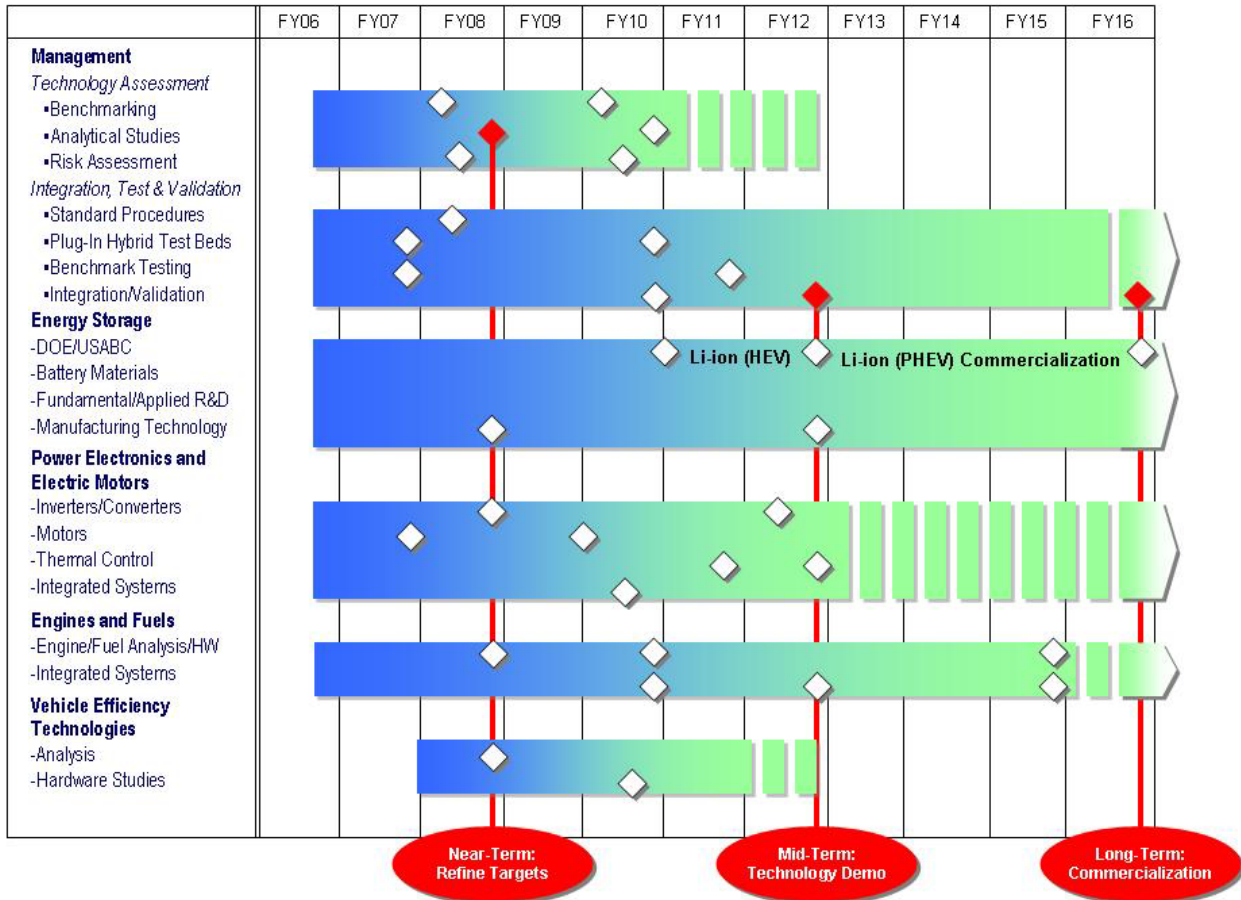 FY06 FY07 FY08 FY09 FY10 FY11 FY12 FY13 FY14 FY15 FY16
Management
Technology Assessment
▪Benchmarking
▪Analytical Studies
▪Risk Assessment
Integration, Test & Validation
▪Standard Procedures
▪Plug-In Hybrid Test Beds
▪Benchmark Testing
▪Integration/Validation
Energy Storage
-DOE/USABC
Li-ion (HEV) Li-ion (PHEV) Commercialization
-Battery Materials
-Fundamental/Applied R&D
-Manufacturing Technology
Power Electronics and
Electric Motors
-Inverters/Converters
-Motors
-Thermal Control
-Integrated Systems
Engines and Fuels
-Engine/Fuel Analysis/HW
-Integrated Systems
Vehicle Efficiency
Technologies
-Analysis
-Hardware Studies
Near-Term:
Refine Targets
Mid-Term:
Technology Demo
Long-Term:
Commercialization